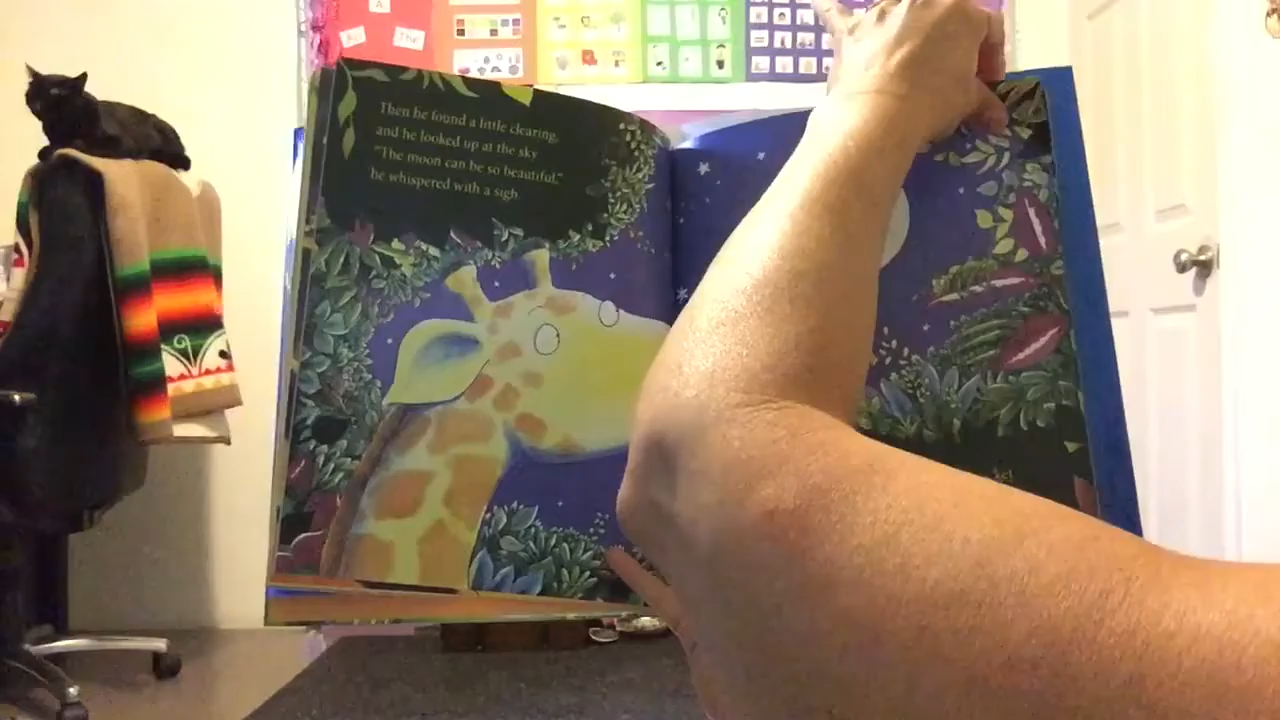 A
The
Then he found a little clearing,
and he looked up at the sky
"The moon can be so beautiful,"
he whispered with a sigh.